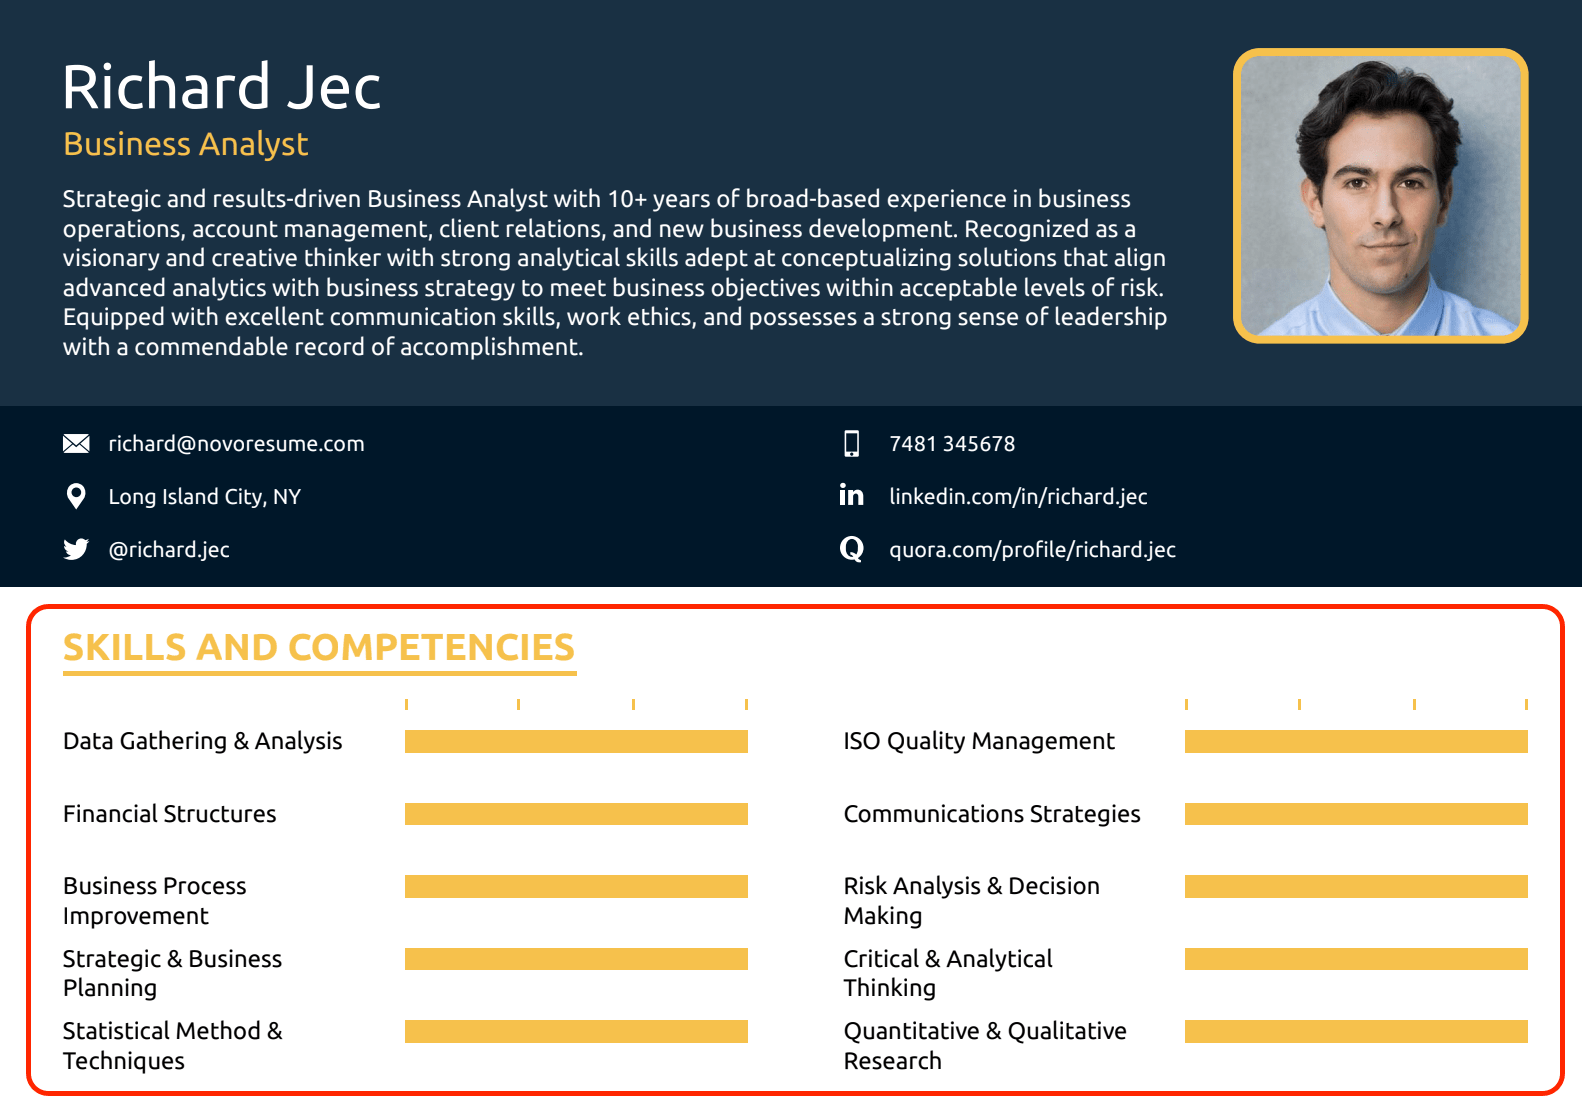 Richard Jec
Business Analyst
Strategic and results-driven Business Analyst with 10+ years of broad-based experience in business
operations, account management, client relations, and new business development. Recognized as a
visionary and creative thinker with strong analytical skills adept at conceptualizing solutions that align
advanced analytics with business strategy to meet business objectives within acceptable levels of risk.
Equipped with excellent communication skills, work ethics, and possesses a strong sense of leadership
with a commendable record of accomplishment.
richard@novoresume.com
7481 345678
Long Island City, NY
linkedin.com/in/richard.jec
@richard.jec
quora.com/profile/richard.jec
SKILLS AND COMPETENCIES
Data Gathering & Analysis
Financial Structures
Business Process
Improvement
Strategic & Business
Planning
Statistical Method &
Techniques
ISO Quality Management
Communications Strategies
Risk Analysis & Decision
Making
Critical & Analytical
Thinking
Quantitative & Qualitative
Research